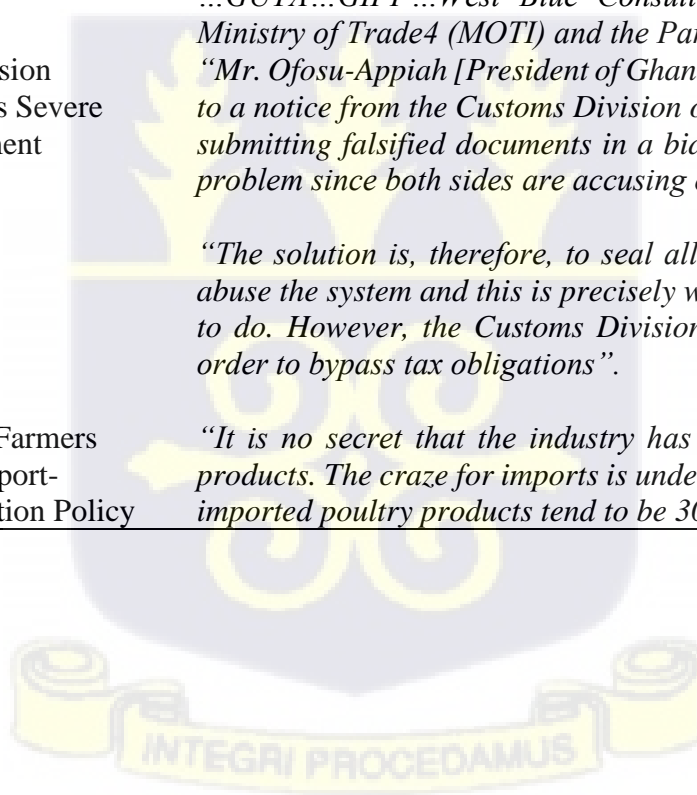 ...GUTA...GIFF...West Blue Consul
Ministry of Trade4 (MOTI) and the Par
sion
“Mr. Ofosu-Appiah [President of Ghan
s Severe
to a notice from the Customs Division o
nent
submitting falsified documents in a bid
problem since both sides are accusing
“The solution is, therefore, to seal all
abuse the system and this is precisely w
to do. However, the Customs Division
order to bypass tax obligations”.
Farmers
“It is no secret that the industry has
port-
products. The craze for imports is unde
tion Policy
imported poultry products tend to be 30
INTEGRI PROCEDAMUS